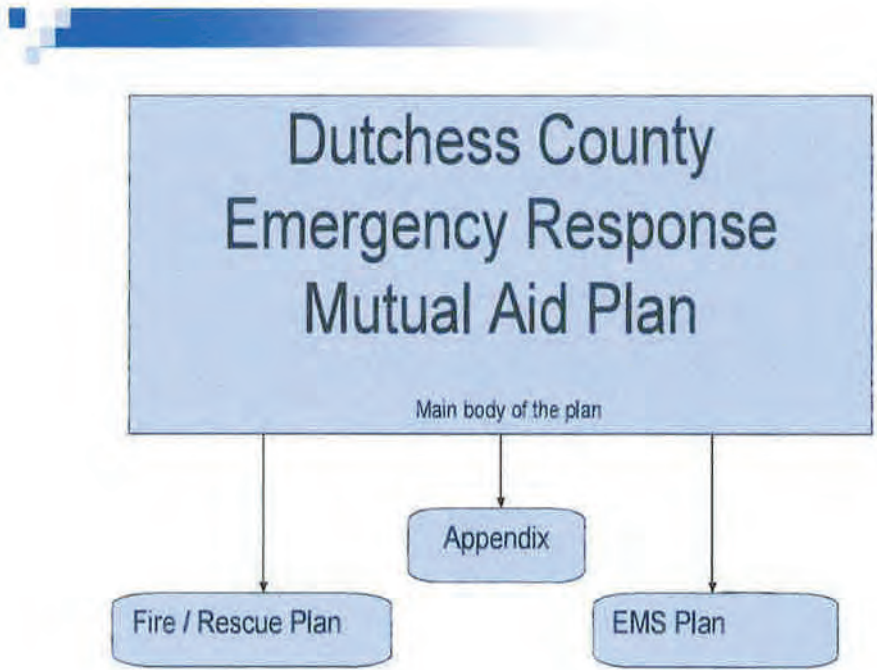 Dutchess County
Emergency Response
Mutual Aid Plan
Main body of the plan
Appendix
Fire / Rescue Plan
EMS Plan